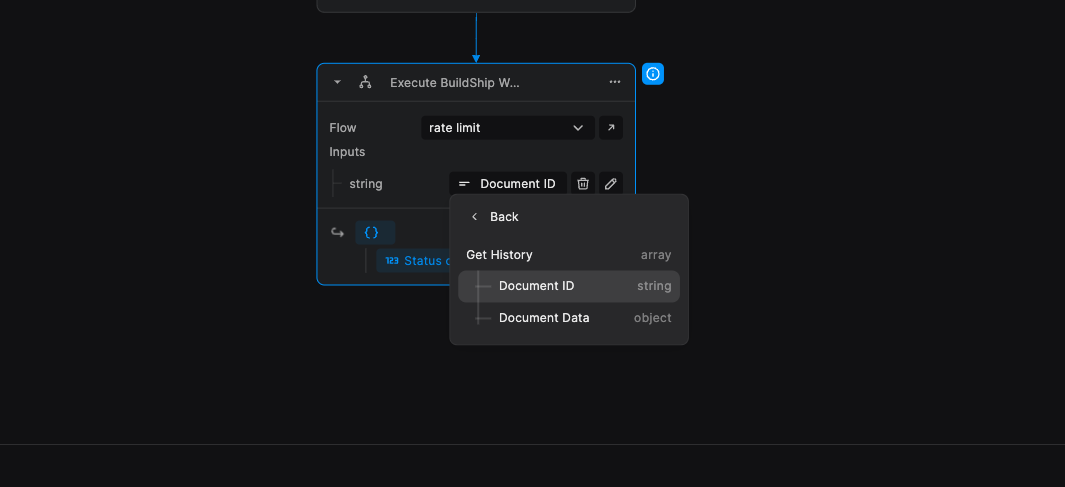 Execute BuildShip W...
Flow
rate limit
Inputs
string
Document ID
Back
Get History
array
Document ID
string
Document Data
object
{}
123 Status